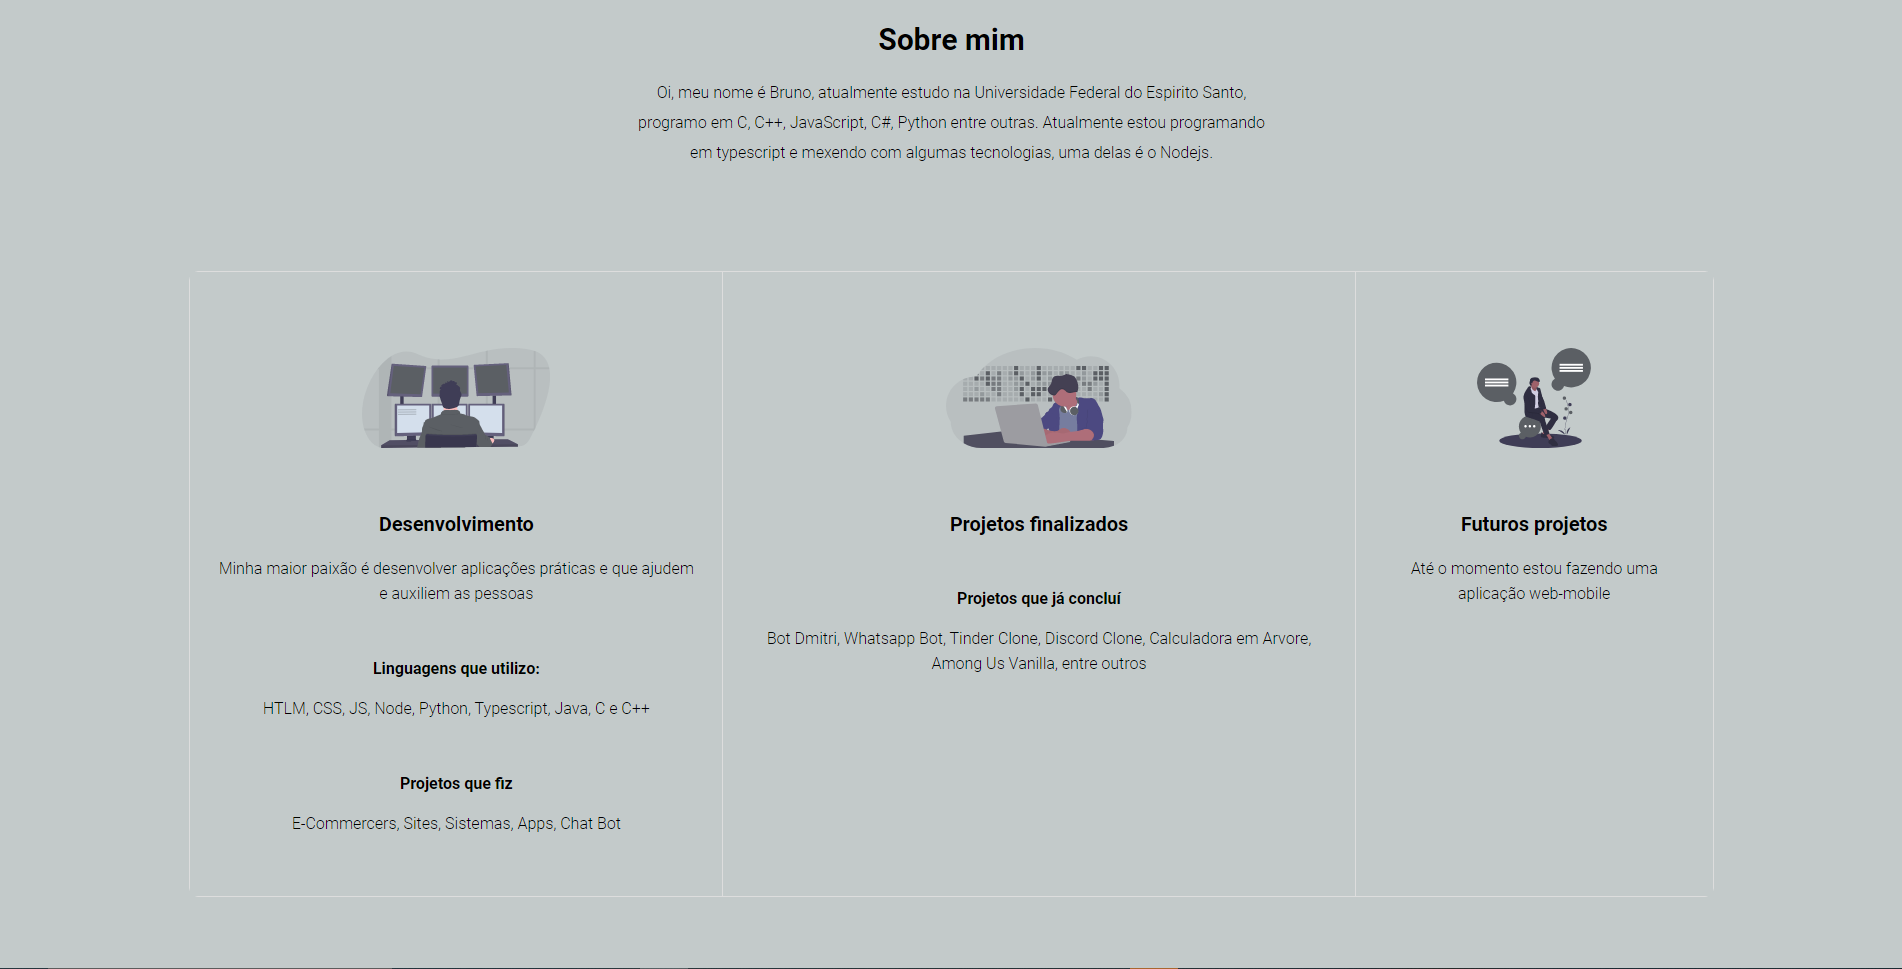 Sobre mim
Oi, meu nome é Bruno, atualmente estudo na Universidade Federal do Espirito Santo,
programo em C, C++, JavaScript, C#, Python entre outras. Atualmente estou programando
em typescript e mexendo com algumas tecnologias, uma delas é o Nodejs.
Desenvolvimento
Minha maior paixão é desenvolver aplicações práticas e que ajudem
e auxiliem as pessoas
Linguagens que utilizo:
HTLM, CSS, JS, Node, Python, Typescript, Java, C e C++
Projetos que fiz
E-Commercers, Sites, Sistemas, Apps, Chat Bot
Projetos finalizados
Projetos que já concluí
Bot Dmitri, Whatsapp Bot, Tinder Clone, Discord Clone, Calculadora em Arvore,
Among Us Vanilla, entre outros
Futuros projetos
Até o momento estou fazendo uma
aplicação web-mobile